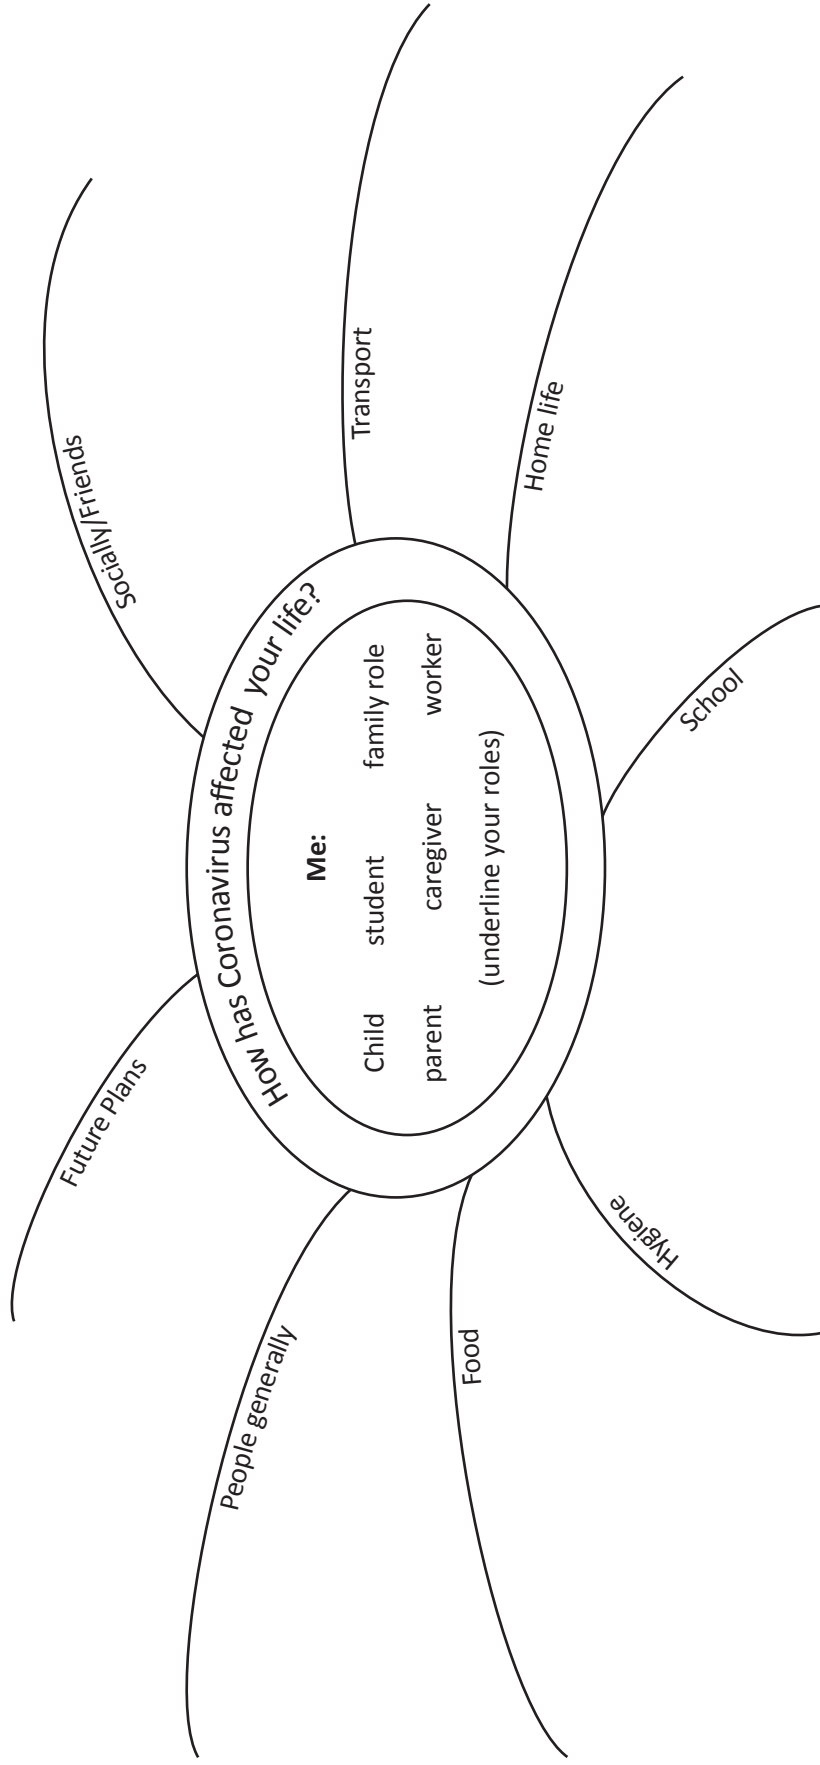 How has Coronavirus affected your life?
Me:
Child student family role
parent caregiver worker
(underline your roles)
Future Plans
Socially/Friends
Transport
Home life
School
Hygiene
Food
People generally